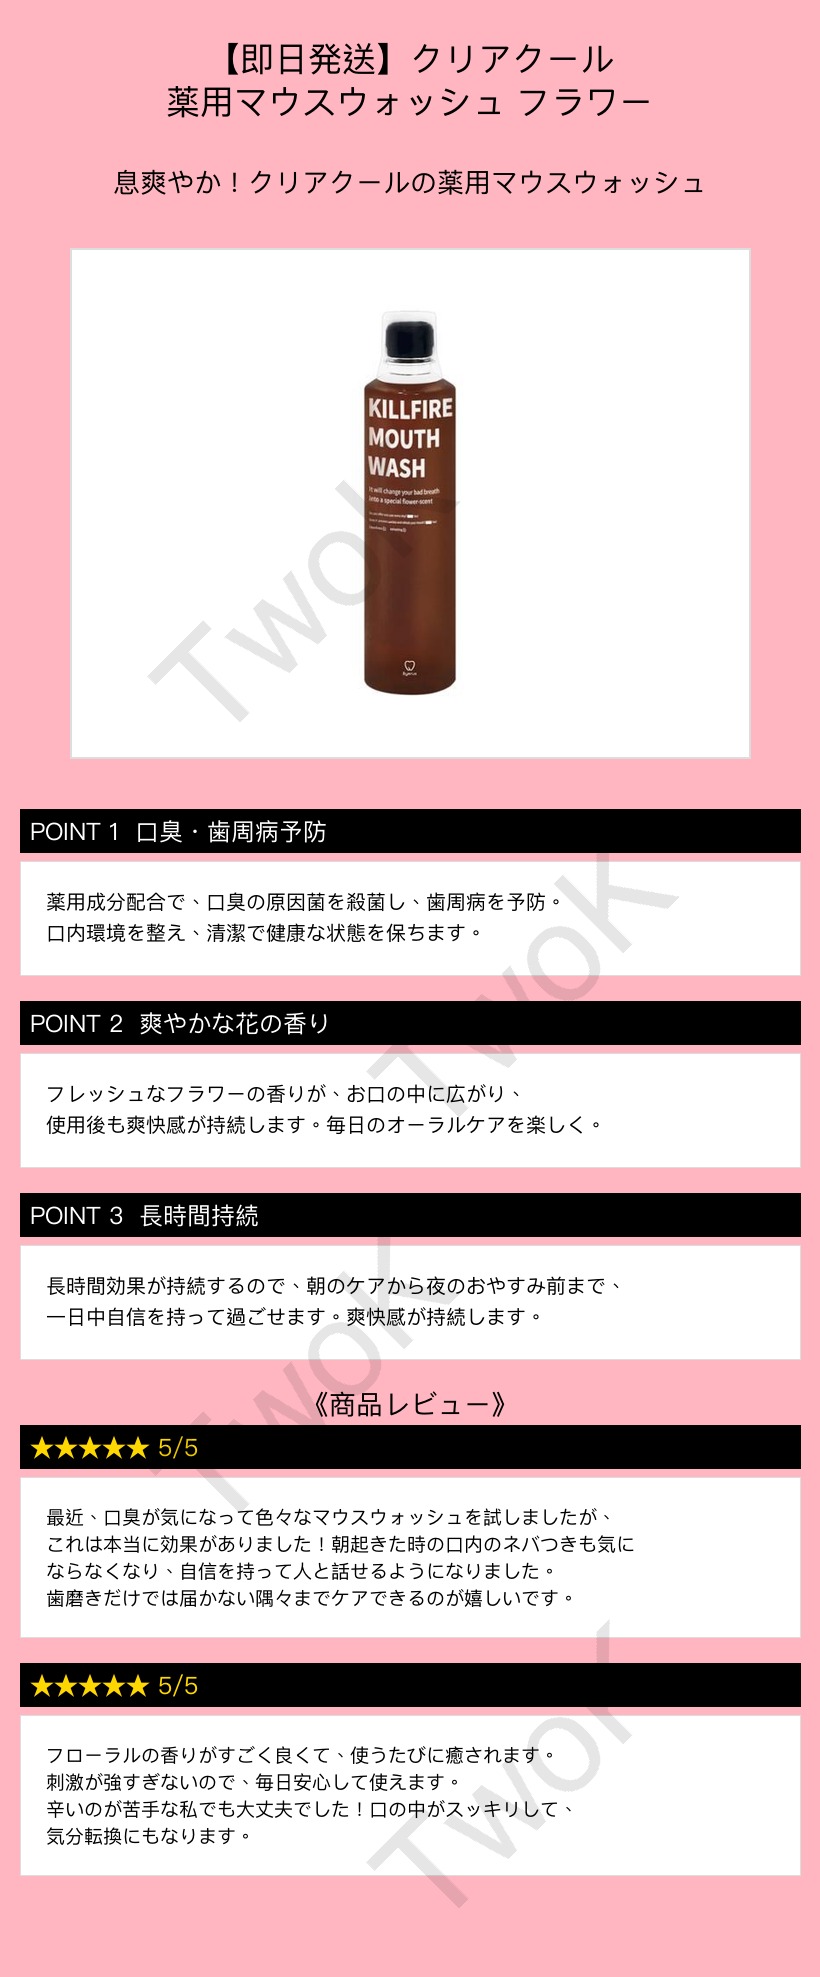 【即日発送】クリアクール
薬用マウスウォッシュ フラワー
息爽やか！クリアクールの薬用マウスウォッシュ
KILLFIRE
MOUTH
WASH
It will change your bad breath
into a special flower-scent
TwoK
POINT 1 口臭・歯周病予防
薬用成分配合で、口臭の原因菌を殺菌し、歯周病を予防。
口内環境を整え、清潔で健康な状態を保ちます。
TwoK
POINT 2 爽やかな花の香り
フレッシュなフラワーの香りが、お口の中に広がり、
使用後も爽快感が持続します。毎日のオーラルケアを楽しく。
POINT 3 長時間持続
長時間効果が持続するので、朝のケアから夜のおやすみ前まで、
一日中自信を持って過ごせます。爽快感が持続します。
TwoK
《商品レビュー》
★★★★★ 5/5
最近、口臭が気になって色々なマウスウォッシュを試しましたが、
これは本当に効果がありました！朝起きた時の口内のネバつきも気に
ならなくなり、自信を持って人と話せるようになりました。
歯磨きだけでは届かない隅々までケアできるのが嬉しいです。
★★★★★ 5/5
フローラルの香りがすごく良くて、使うたびに癒されます。
刺激が強すぎないので、毎日安心して使えます。
辛いのが苦手な私でも大丈夫でした！口の中がスッキリして、
気分転換にもなります。
TwoK